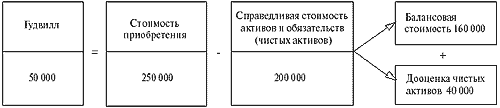 Гудвилл
50 000
=
Стоимость
приобретения
250 000
-
Справедливая стоимость
активов и обязательств
(чистых активов)
200 000
Балансовая
стоимость 160 000
+
Дооценка чистых
активов 40 000